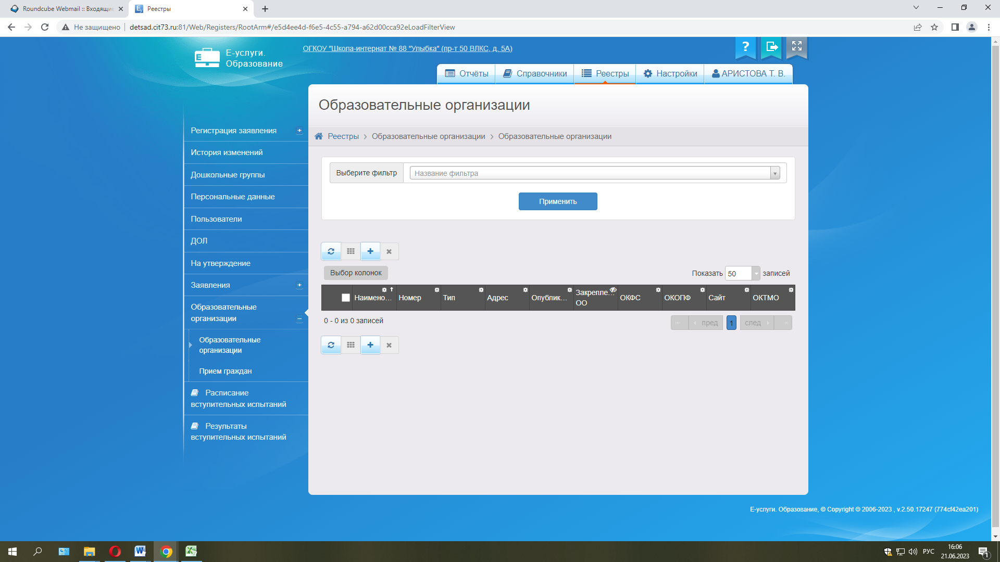 Roundcube Webmail :: Входящие
Реестры
Не защищено
detsad.cit73.ru:81/Web/Registers/RootArm#/e5d4ee4d-f6e5-4c55-a794-a62d00cca92eLoadFilterView
Е-услуги.
Образование
ОГКОУ "Школа-интернат № 88 "Улыбка" (пр-т 50 ВЛКС, д. 5А)
Отчёты
Справочники
Реестры
Настройки
АРИСТОВА Т. В.
Образовательные организации
Реестры > Образовательные организации > Образовательные организации
Регистрация заявления
История изменений
Дошкольные группы
Персональные данные
Пользователи
ДОЛ
На утверждение
Заявления
Образовательные
организации
Образовательные
организации
Прием граждан
Расписание
вступительных испытаний
Результаты
вступительных испытаний
Выберите фильтр
Название фильтра
Применить
Выбор колонок
Показать 50 записей
Наимено...
Номер
Тип
Адрес
Опублик...
Закрепле...
ОО
ОКФС
ОКОПФ
Сайт
ОКТМО
0 - 0 из 0 записей
пред 1 след
Е-услуги. Образование, © Copyright © 2006-2023 , v.2.50.17247 (774cf42ea201)
РУС
16:06
21.06.2023
1